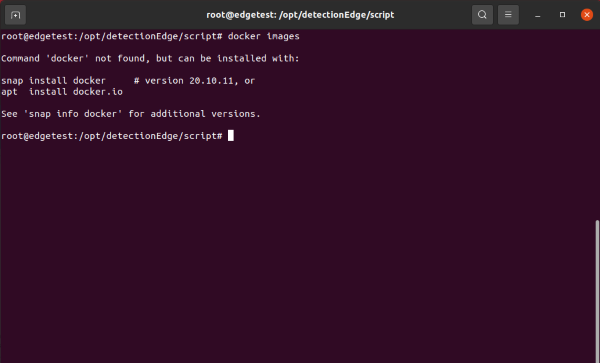 root@edgetest: /opt/detectionEdge/script
root@edgetest:/opt/detectionEdge/script# docker images
Command 'docker' not found, but can be installed with:
snap install docker     # version 20.10.11, or
apt  install docker.io
See 'snap info docker' for additional versions.
root@edgetest:/opt/detectionEdge/script#